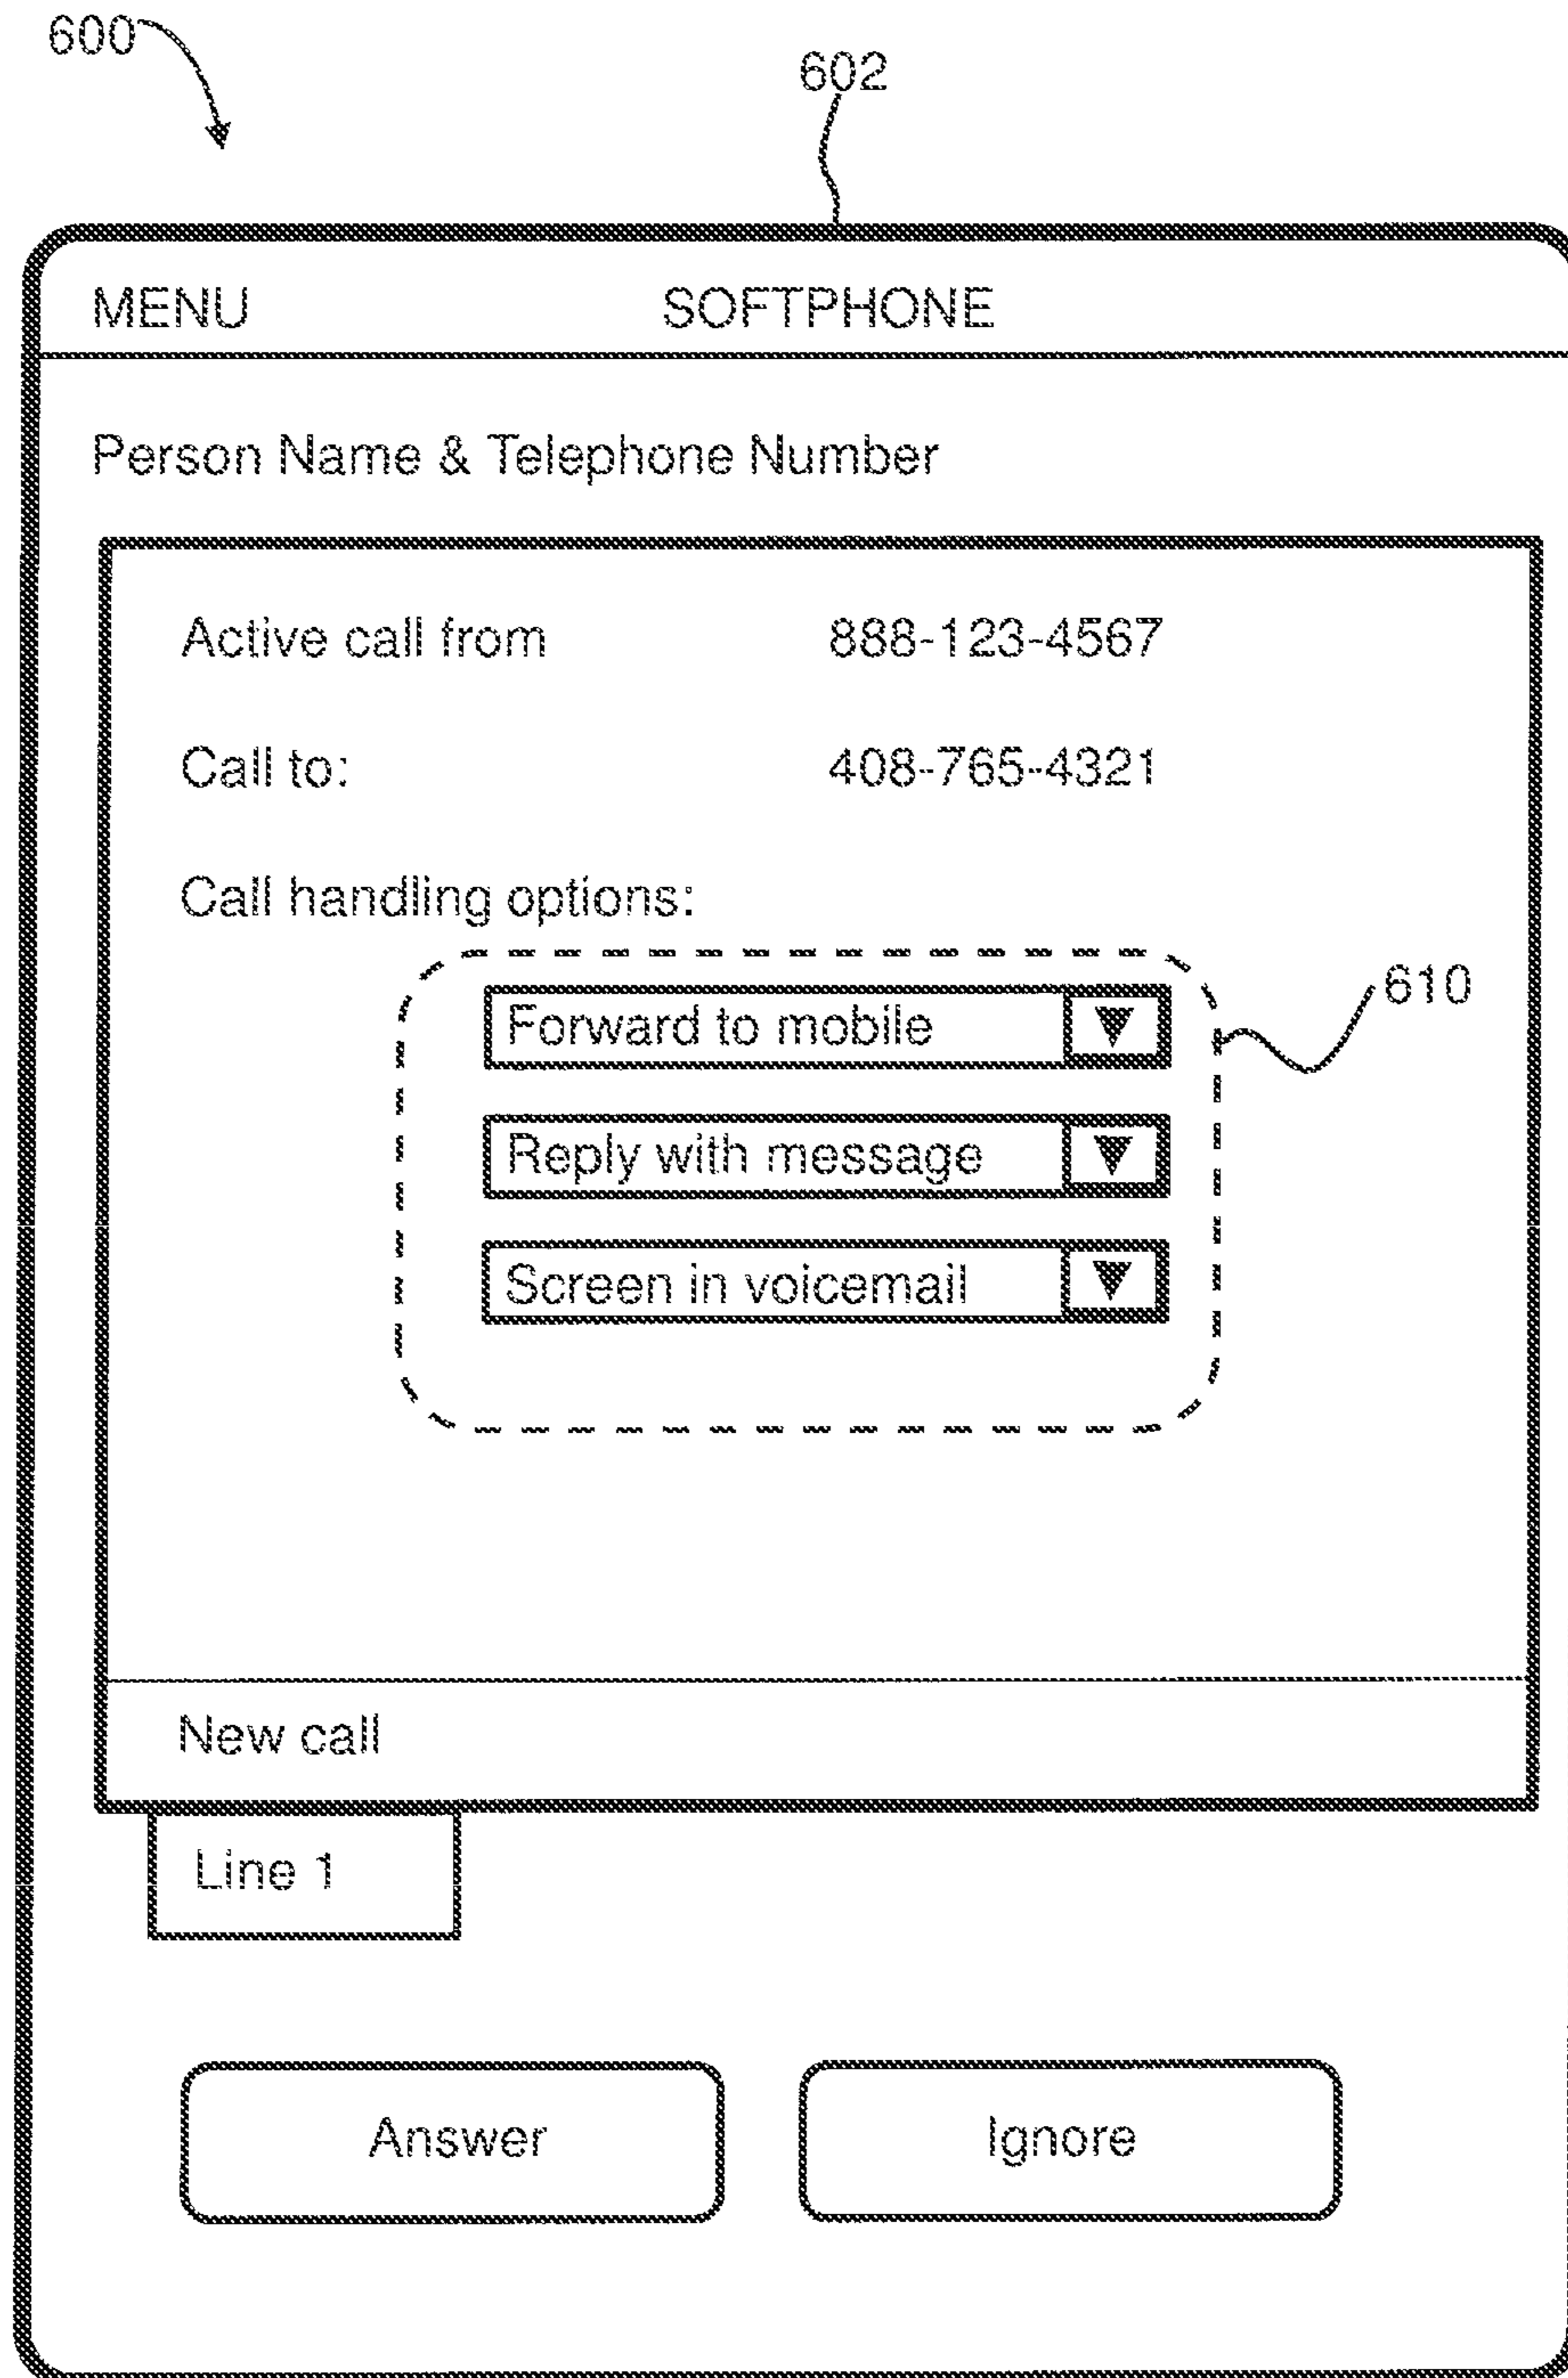 600
602
MENU SOFTPHONE
Person Name & Telephone Number
Active call from 888-123-4567
Call to: 408-765-4321
Call handling options:
610
Forward to mobile
Reply with message
Screen in voicemail
New call
Line 1
Answer Ignore